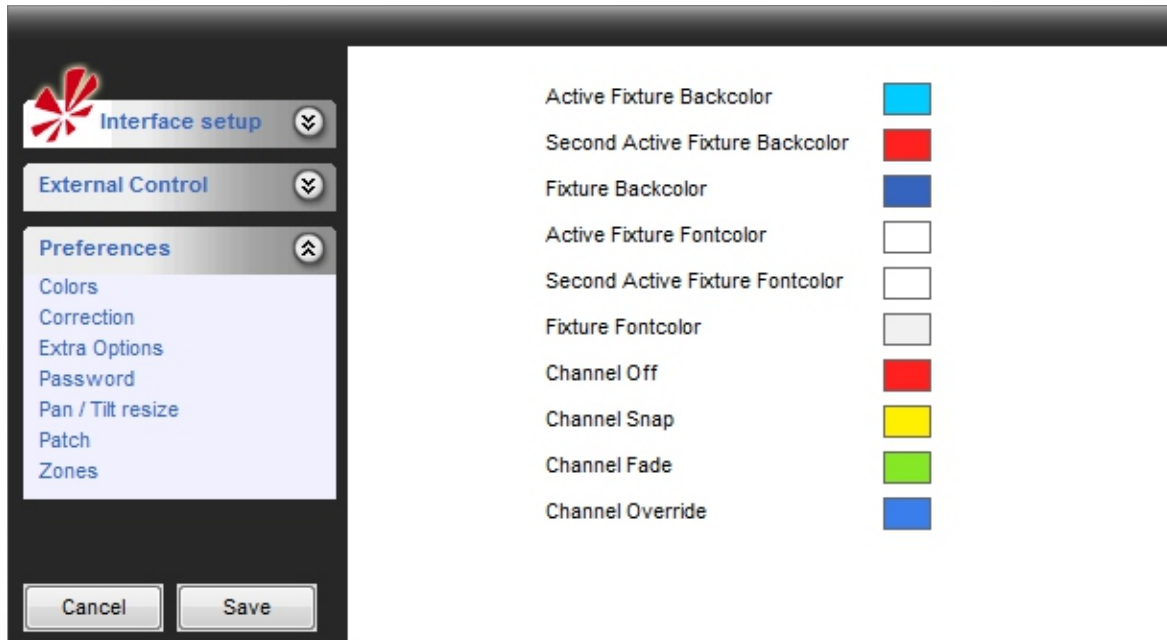 Interface setup
External Control
Preferences
Colors
Correction
Extra Options
Password
Pan / Tilt resize
Patch
Zones
Cancel
Save
Active Fixture Backcolor
Second Active Fixture Backcolor
Fixture Backcolor
Active Fixture Fontcolor
Second Active Fixture Fontcolor
Fixture Fontcolor
Channel Off
Channel Snap
Channel Fade
Channel Override